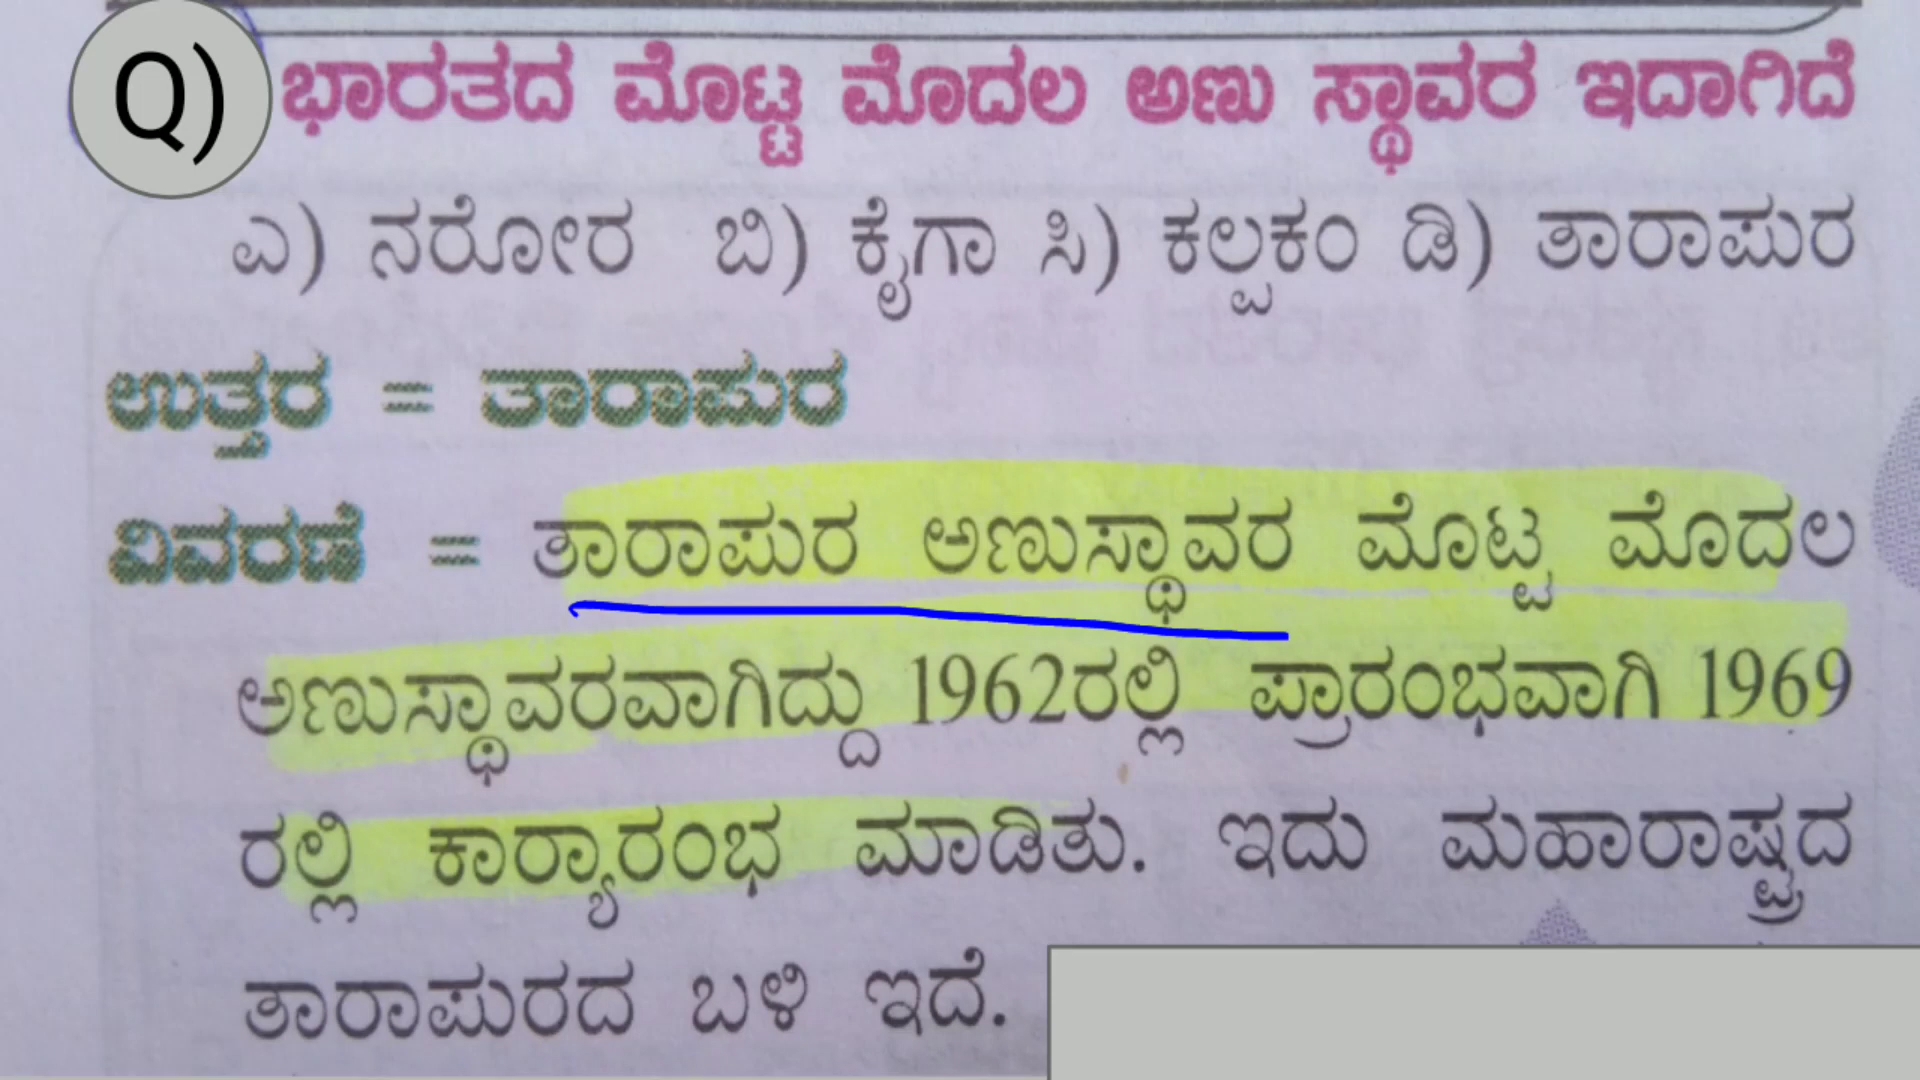 Q) ಭಾರತದ ಮೊಟ್ಟ ಮೊದಲ ಅಣು ಸ್ಥಾವರ ಇದಾಗಿದೆ
ಎ) ನರೋರ ಬಿ) ಕೈಗಾ ಸಿ) ಕಲ್ಪಕಂ ಡಿ) ತಾರಾಪುರ
ಉತ್ತರ = ತಾರಾಪುರ
ವಿವರಣೆ = ತಾರಾಪುರ ಅಣುಸ್ಥಾವರ ಮೊಟ್ಟ ಮೊದಲ
ಅಣುಸ್ಥಾವರವಾಗಿದ್ದು 1962ರಲ್ಲಿ ಪ್ರಾರಂಭವಾಗಿ 1969
ರಲ್ಲಿ ಕಾರ‍್ಯಾರಂಭ ಮಾಡಿತು. ಇದು ಮಹಾರಾಷ್ಟ್ರದ
ತಾರಾಪುರದ ಬಳಿ ಇದೆ.